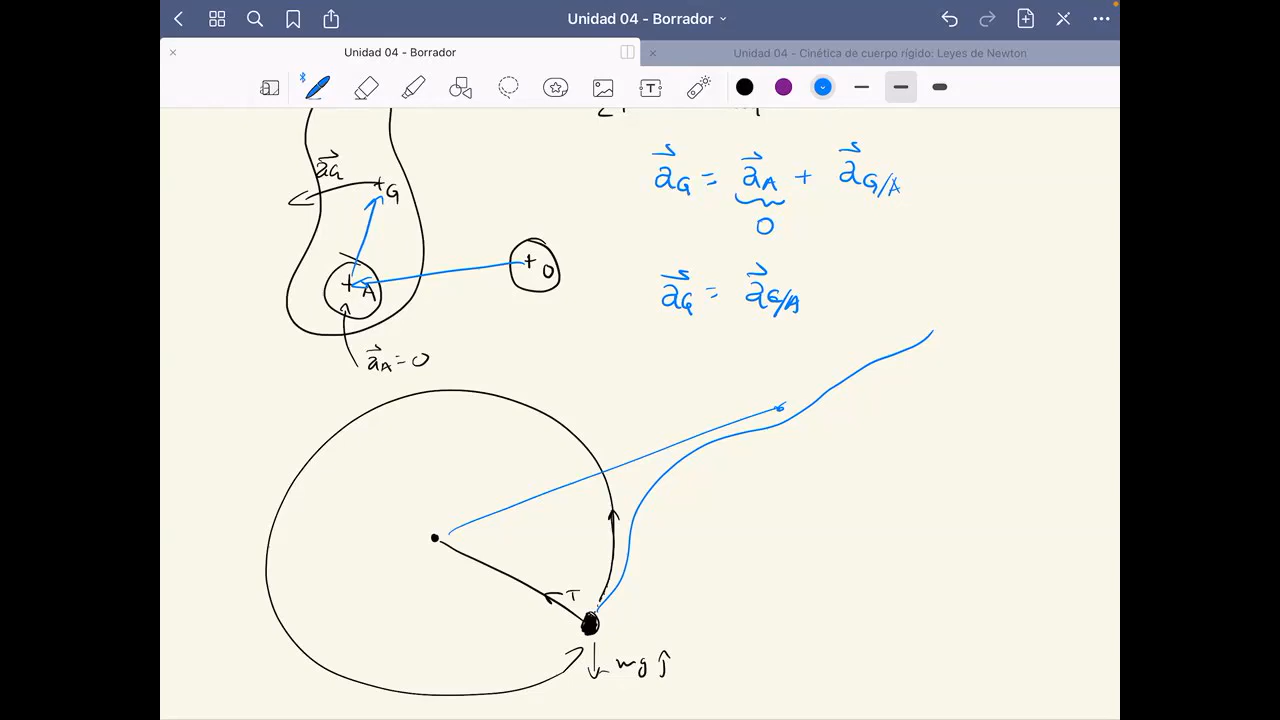 Unidad 04 - Borrador
Unidad 04 - Borrador
Unidad 04 - Cinética de cuerpo rígido: Leyes de Newton
T
a⃗G
G
A
O
a⃗A = 0
a⃗G = a⃗A + a⃗G/A
0
a⃗G = a⃗G/A
T
mg ĵ